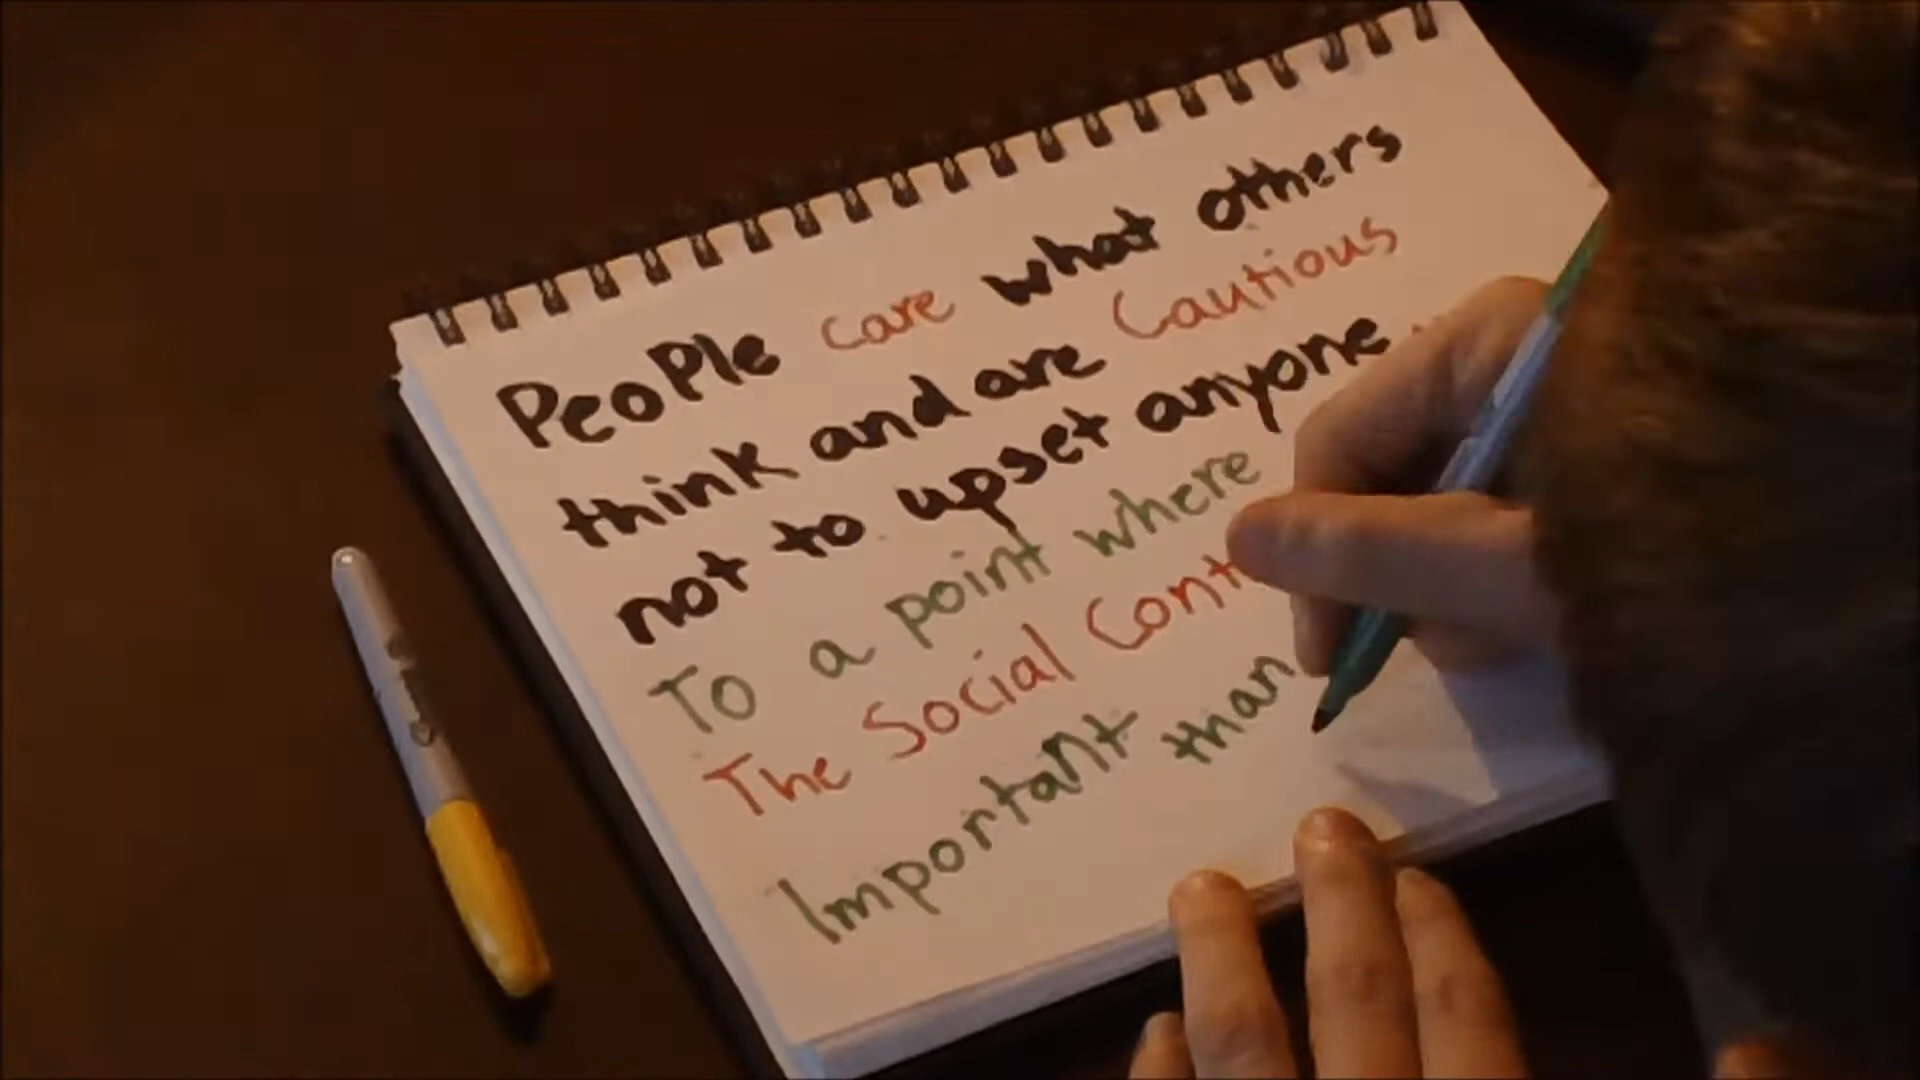 People care what others
think and are Cautious
not to upset anyone
To a point where
The Social
Important than